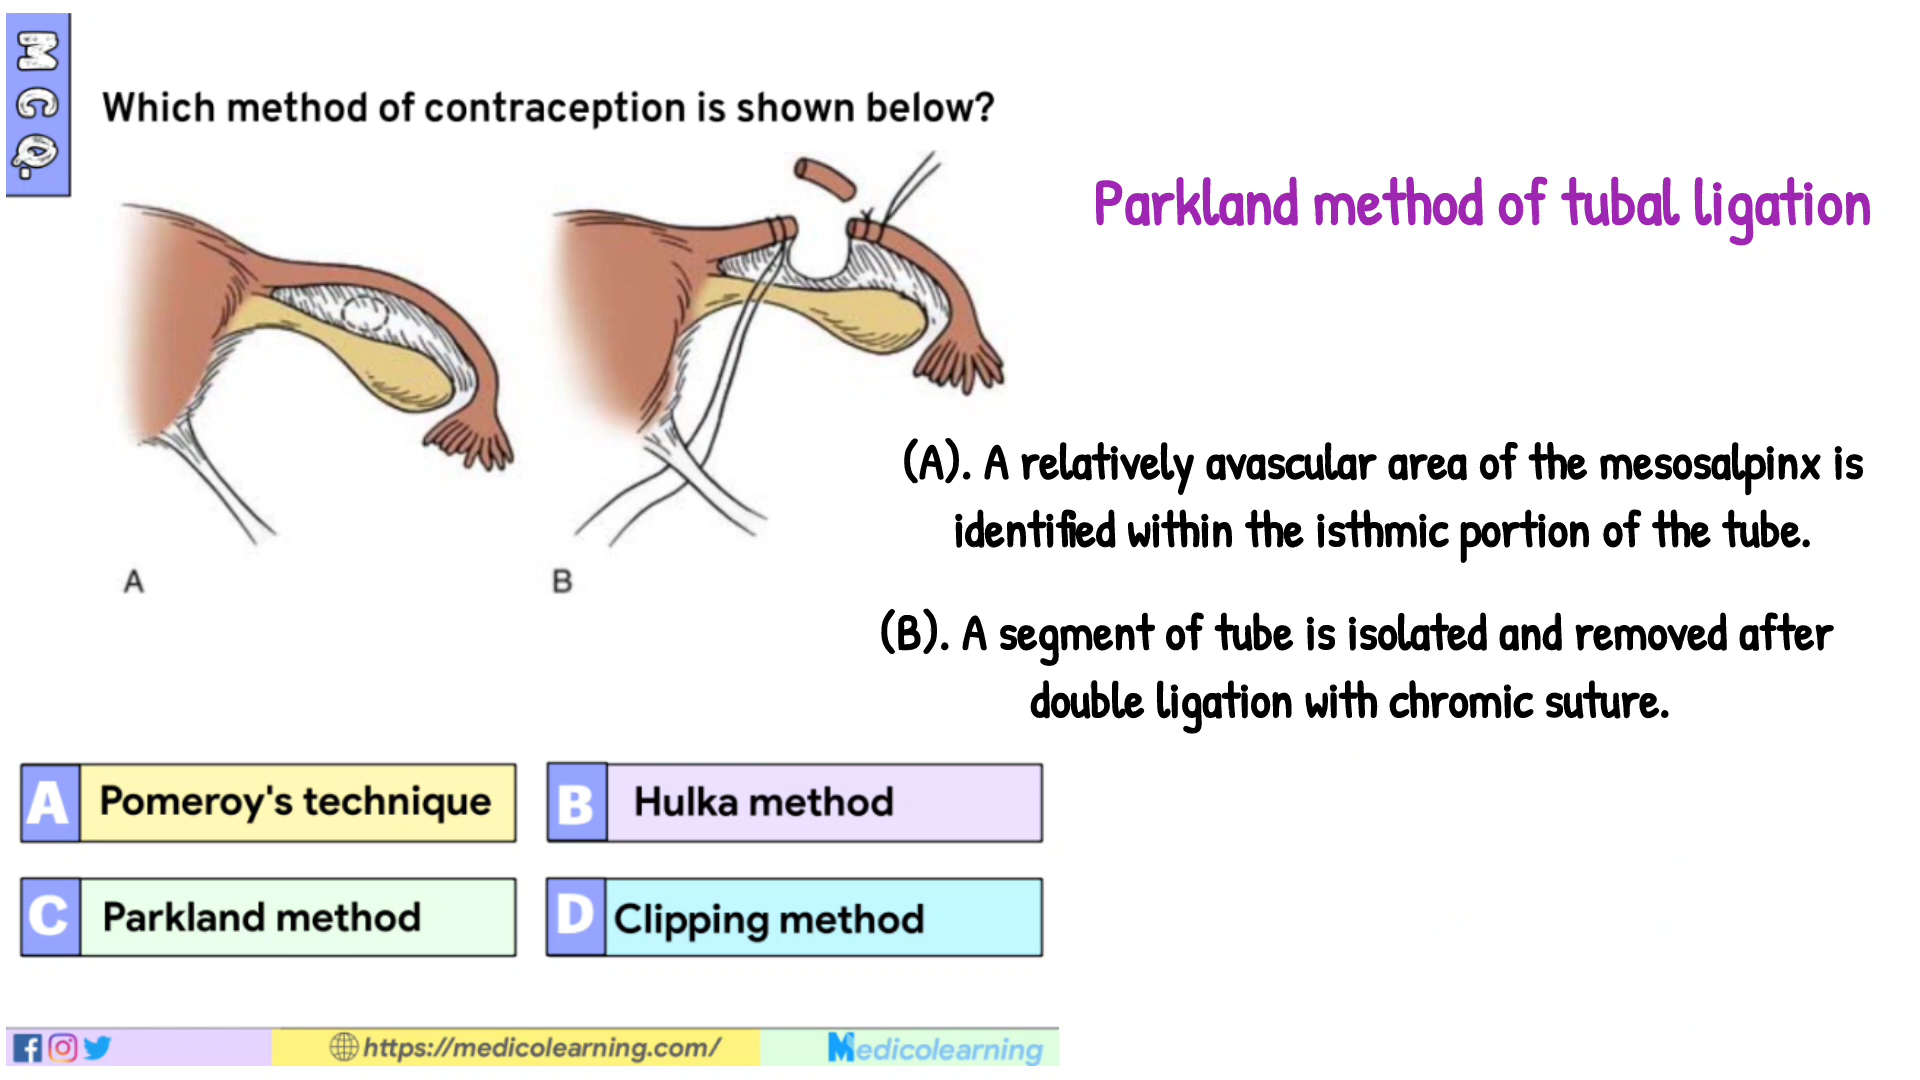 MCQ.
Which method of contraception is shown below?
Parkland method of tubal ligation
A
B
(A). A relatively avascular area of the mesosalpinx is
identified within the isthmic portion of the tube.
(B). A segment of tube is isolated and removed after
double ligation with chromic suture.
A Pomeroy's technique
B Hulka method
C Parkland method
D Clipping method
https://medicolearning.com/
Medicolearning